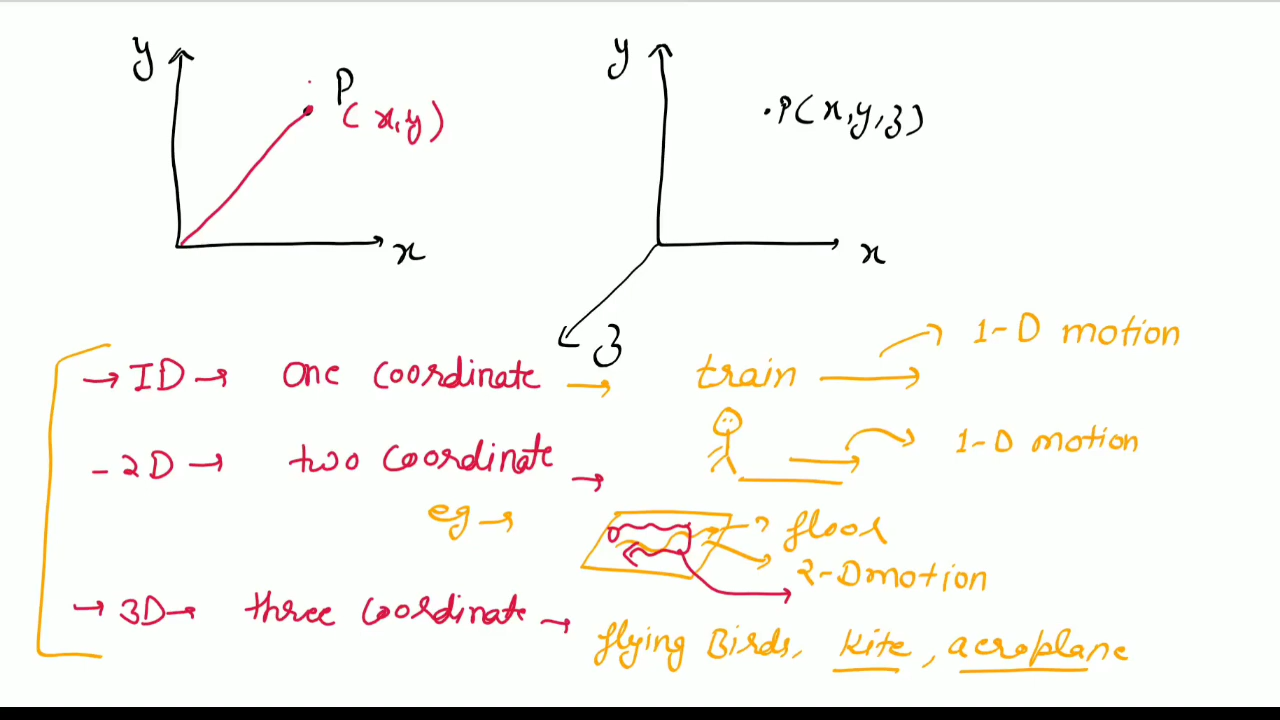 y
P
(x,y)
x
y
.P(x,y,z)
x
z
→ 1D → one coordinate → train → 1-D motion
1-D motion
- 2D → two coordinate →
eg → → floor
→ 2-D motion
→ 3D → three coordinate → flying Birds, kite, aeroplane